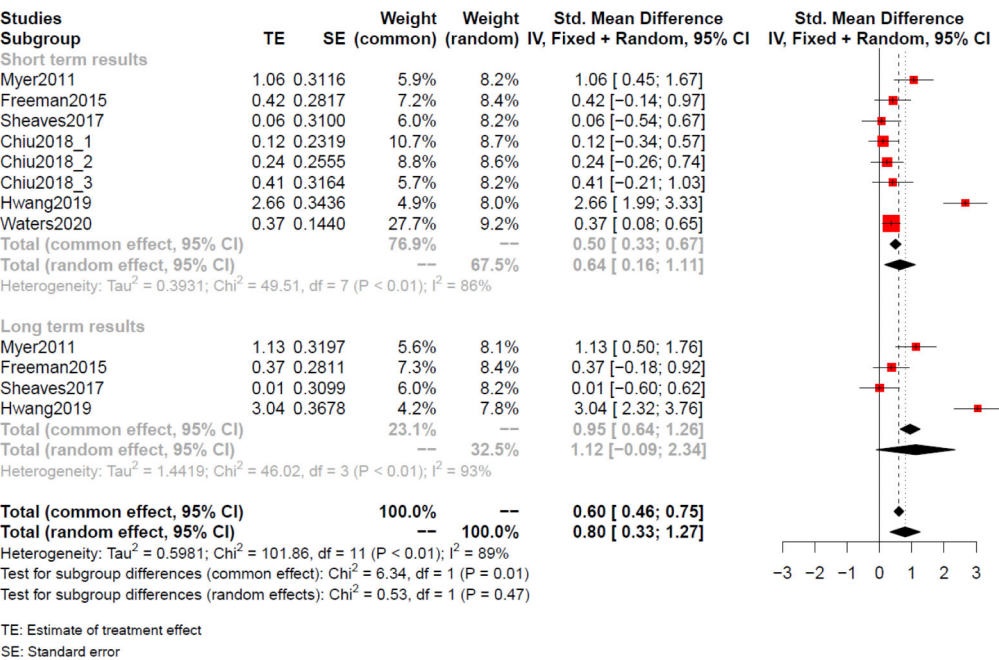 Studies Weight Weight Std. Mean Difference Std. Mean Difference
Subgroup TE SE (common) (random) IV, Fixed + Random, 95% CI IV, Fixed + Random, 95% CI
Short term results
Myer2011 1.06 0.3116 5.9% 8.2% 1.06 [ 0.45; 1.67]
Freeman2015 0.42 0.2817 7.2% 8.4% 0.42 [−0.14; 0.97]
Sheaves2017 0.06 0.3100 6.0% 8.2% 0.06 [−0.54; 0.67]
Chiu2018_1 0.12 0.2319 10.7% 8.7% 0.12 [−0.34; 0.57]
Chiu2018_2 0.24 0.2555 8.8% 8.6% 0.24 [−0.26; 0.74]
Chiu2018_3 0.41 0.3164 5.7% 8.2% 0.41 [−0.21; 1.03]
Hwang2019 2.66 0.3436 4.9% 8.0% 2.66 [ 1.99; 3.33]
Waters2020 0.37 0.1440 27.7% 9.2% 0.37 [ 0.08; 0.65]
Total (common effect, 95% CI) 76.9% −− 0.50 [ 0.33; 0.67]
Total (random effect, 95% CI) −− 67.5% 0.64 [ 0.16; 1.11]
Heterogeneity: Tau² = 0.3931; Chi² = 49.51, df = 7 (P < 0.01); I² = 86%
Long term results
Myer2011 1.13 0.3197 5.6% 8.1% 1.13 [ 0.50; 1.76]
Freeman2015 0.37 0.2811 7.3% 8.4% 0.37 [−0.18; 0.92]
Sheaves2017 0.01 0.3099 6.0% 8.2% 0.01 [−0.60; 0.62]
Hwang2019 3.04 0.3678 4.2% 7.8% 3.04 [ 2.32; 3.76]
Total (common effect, 95% CI) 23.1% −− 0.95 [ 0.64; 1.26]
Total (random effect, 95% CI) −− 32.5% 1.12 [−0.09; 2.34]
Heterogeneity: Tau² = 1.4419; Chi² = 46.02, df = 3 (P < 0.01); I² = 93%
Total (common effect, 95% CI) 100.0% −− 0.60 [ 0.46; 0.75]
Total (random effect, 95% CI) −− 100.0% 0.80 [ 0.33; 1.27]
Heterogeneity: Tau² = 0.5981; Chi² = 101.86, df = 11 (P < 0.01); I² = 89%
Test for subgroup differences (common effect): Chi² = 6.34, df = 1 (P = 0.01)
−3 −2 −1 0 1 2 3
Test for subgroup differences (random effects): Chi² = 0.53, df = 1 (P = 0.47)
TE: Estimate of treatment effect
SE: Standard error